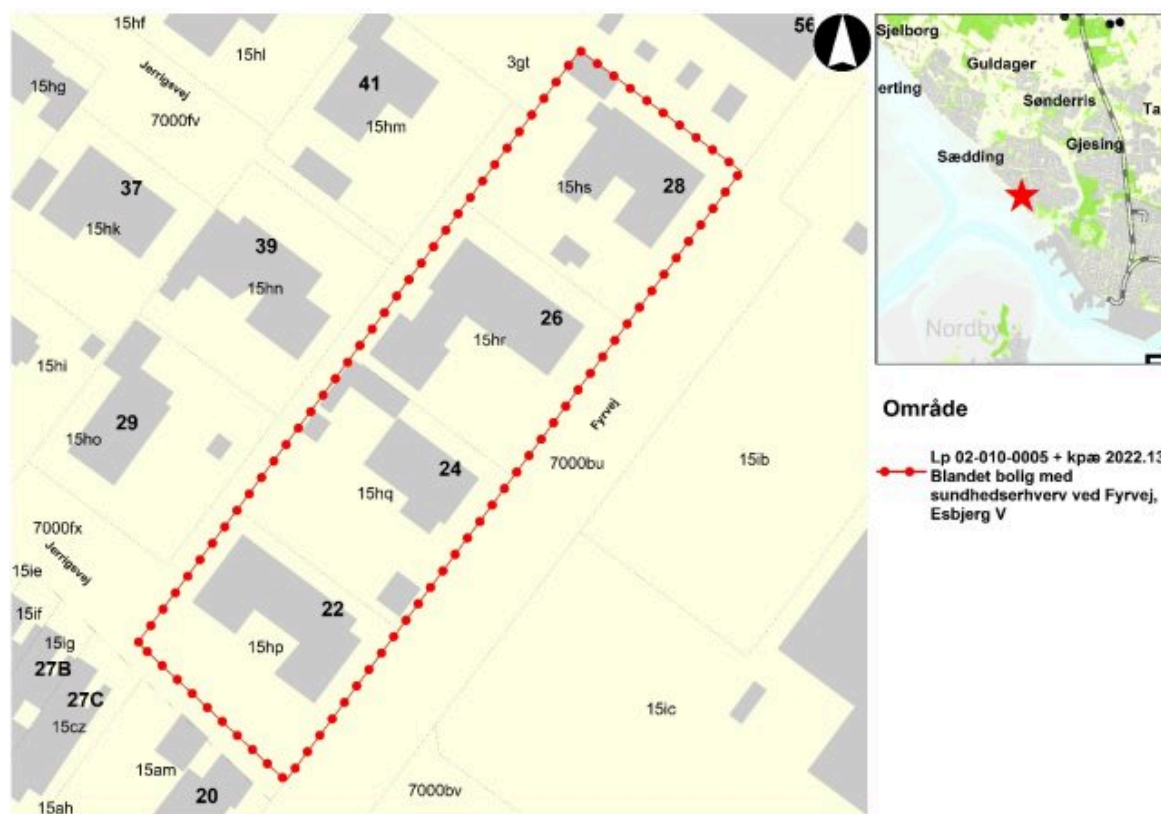 15hf
56
3gt
15hl
Jerrigsvej
41
15hg
7000fv
15hm
37
15hs
28
15hk
39
15hn
26
15hr
15hi
Fyrvej
29
15ho
24
7000bu
15ib
15hq
7000fx
Jerrigsvej
15ie
22
15if
15ig
15hp
27B
27C
15ic
15cz
15am
20
7000bv
15ah
Sjelborg
Guldager
erting
Sønderris
Ta
Gjesing
Sædding
Nordby
Område
Lp 02-010-0005 + kpæ 2022.13
Blandet bolig med
sundhedserhverv ved Fyrvej,
Esbjerg V